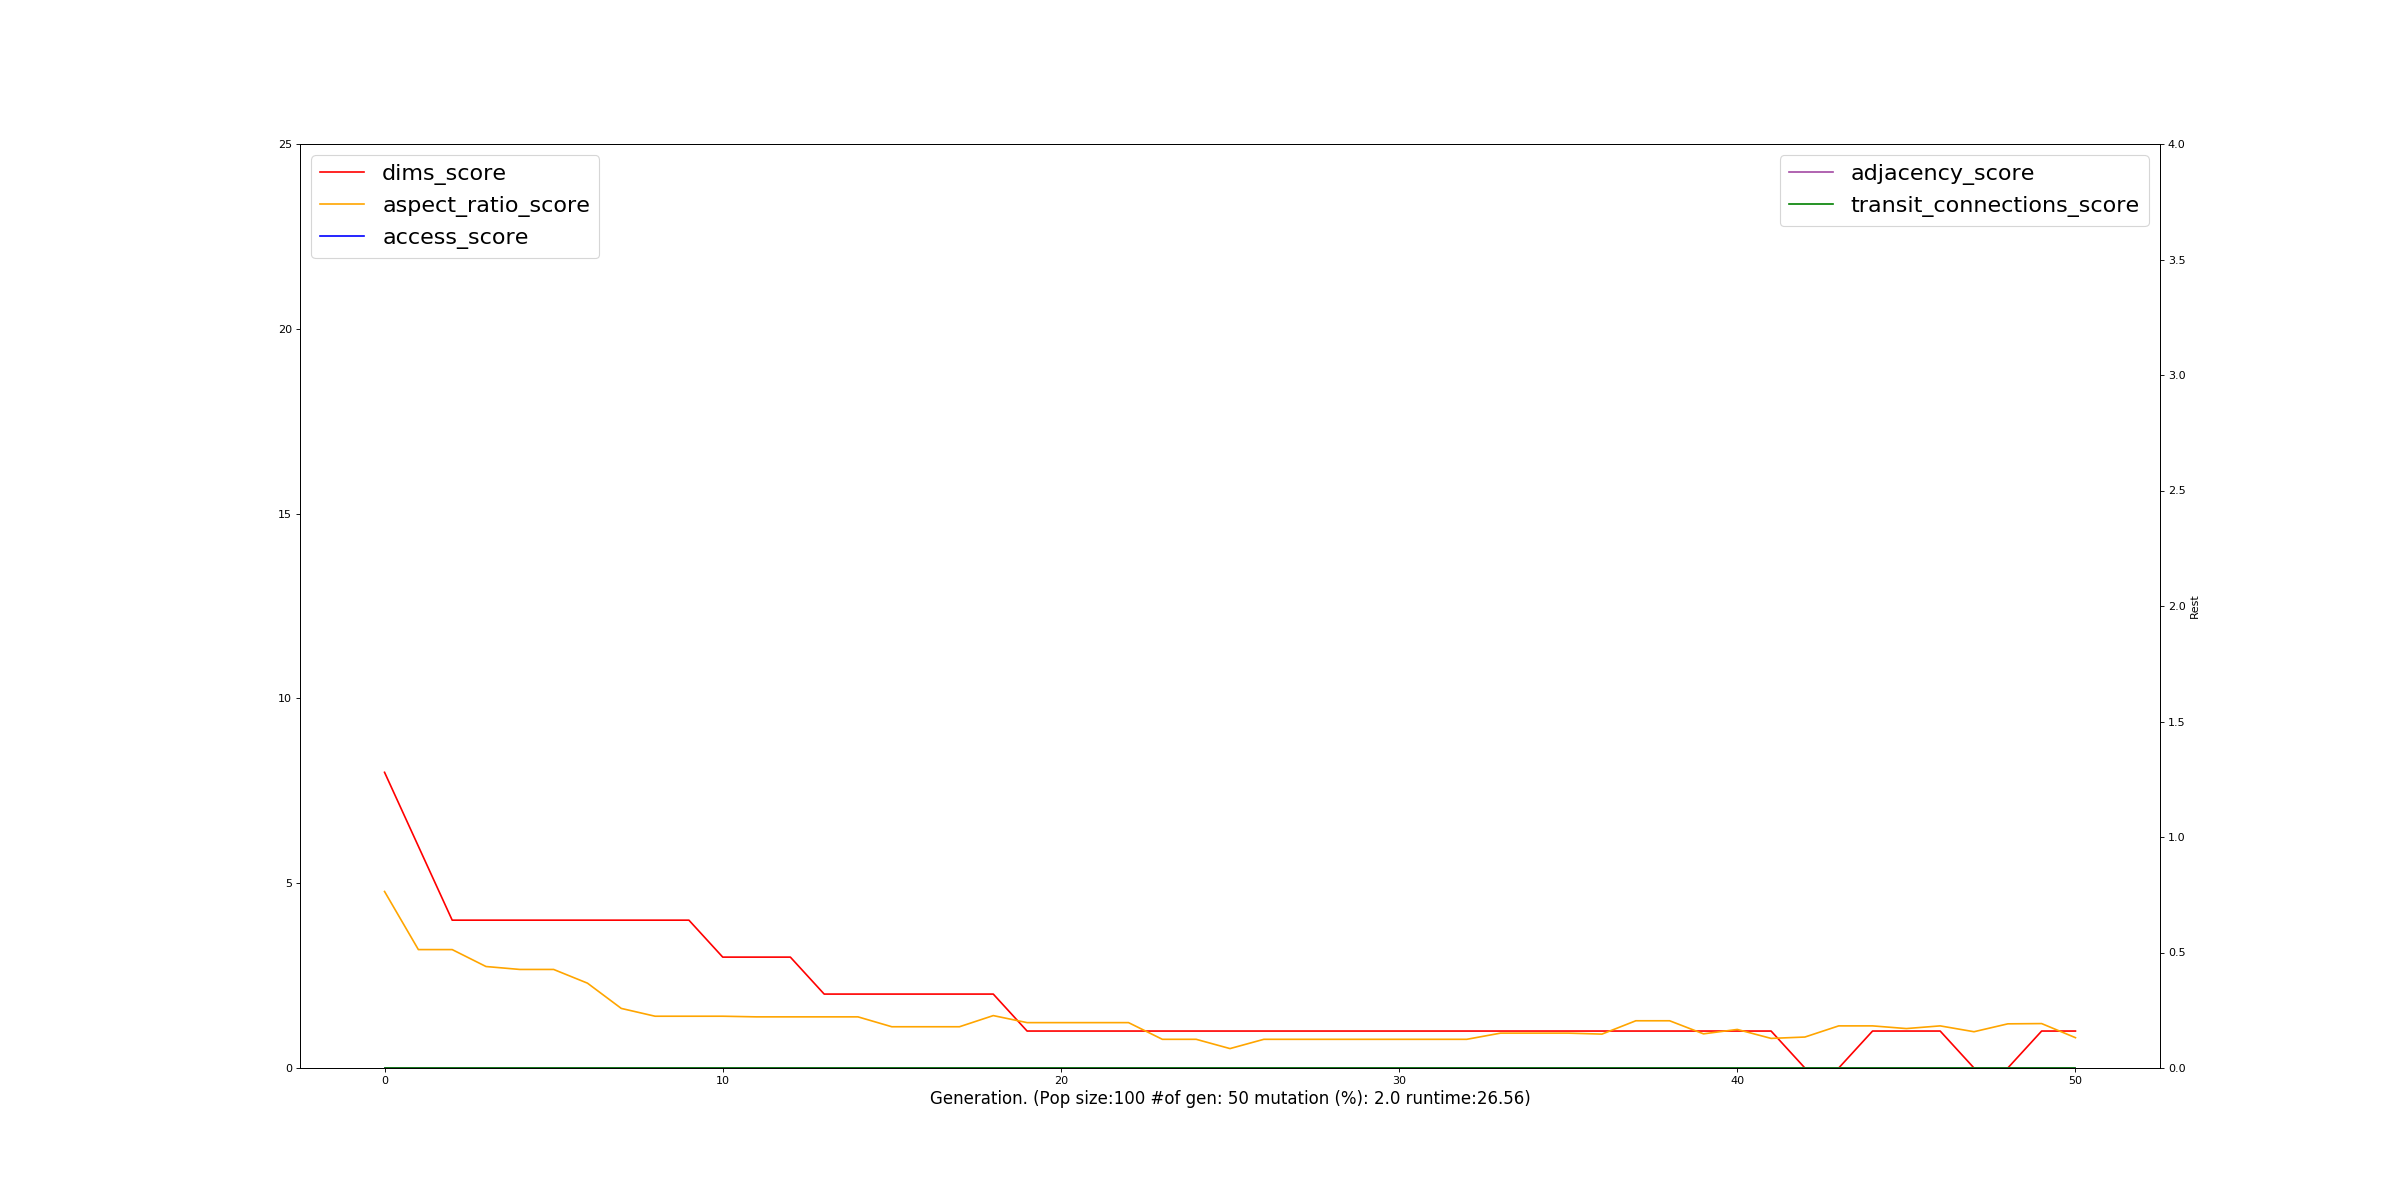 25
20
15
10
5
0
dims_score
aspect_ratio_score
access_score
adjacency_score
transit_connections_score
4.0
3.5
3.0
2.5
2.0
1.5
1.0
0.5
0.0
Rest
0 10 20 30 40 50
Generation. (Pop size:100 #of gen: 50 mutation (%): 2.0 runtime:26.56)